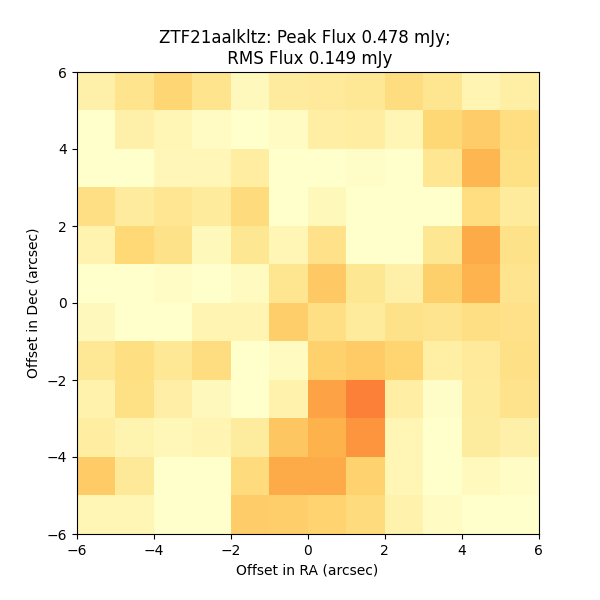 ZTF21aalkltz: Peak Flux 0.478 mJy;
RMS Flux 0.149 mJy
6
4
2
0
−2
−4
−6
Offset in Dec (arcsec)
−6 −4 −2 0 2 4 6
Offset in RA (arcsec)